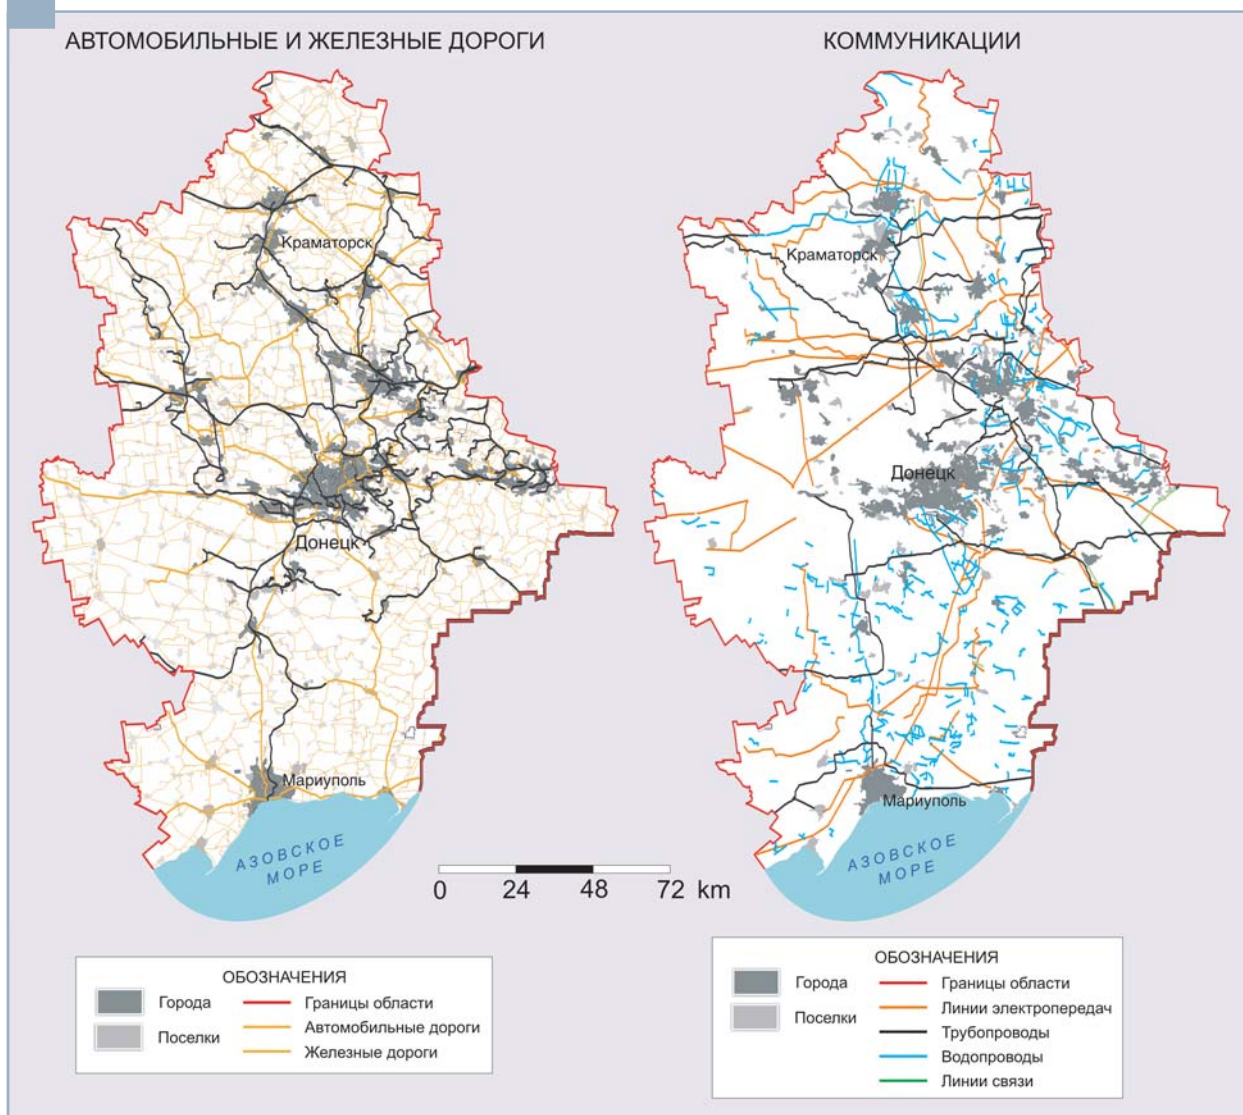 АВТОМОБИЛЬНЫЕ И ЖЕЛЕЗНЫЕ ДОРОГИ
Краматорск
Донецк
Мариуполь
АЗОВСКОЕ
МОРЕ
0 24 48 72 km
ОБОЗНАЧЕНИЯ
Города
Поселки
Границы области
Автомобильные дороги
Железные дороги
КОММУНИКАЦИИ
Краматорск
Донецк
Мариуполь
АЗОВСКОЕ
МОРЕ
ОБОЗНАЧЕНИЯ
Города
Поселки
Границы области
Линии электропередач
Трубопроводы
Водопроводы
Линии связи